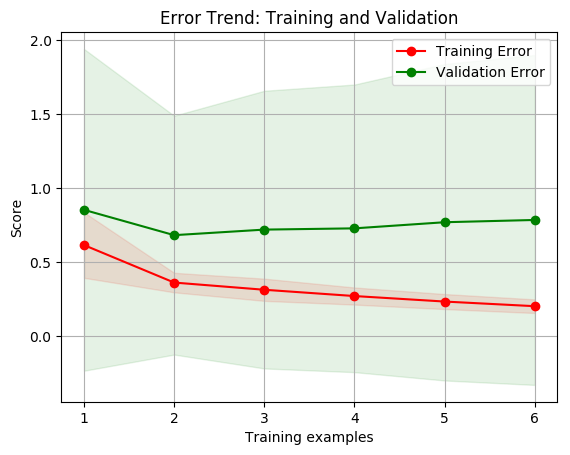 Error Trend: Training and Validation
Training Error
Validation Error
Score
2.0
1.5
1.0
0.5
0.0
1 2 3 4 5 6
Training examples